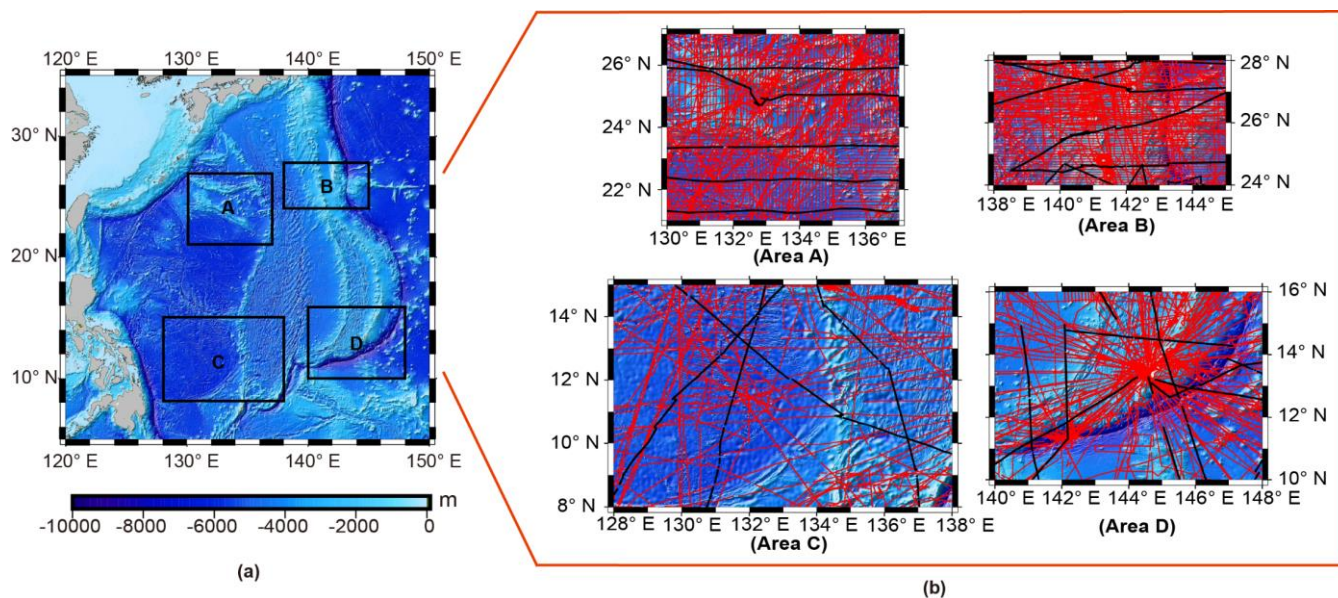 120° E 130° E 140° E 150° E
30° N
20° N
10° N
A
B
C
D
120° E 130° E 140° E 150° E
m
-10000 -8000 -6000 -4000 -2000 0
(a)
26° N
24° N
22° N
130° E 132° E 134° E 136° E
(Area A)
28° N
26° N
24° N
138° E 140° E 142° E 144° E
(Area B)
14° N
12° N
10° N
8° N
128° E 130° E 132° E 134° E 136° E 138° E
(Area C)
16° N
14° N
12° N
10° N
140° E 142° E 144° E 146° E 148° E
(Area D)
(b)